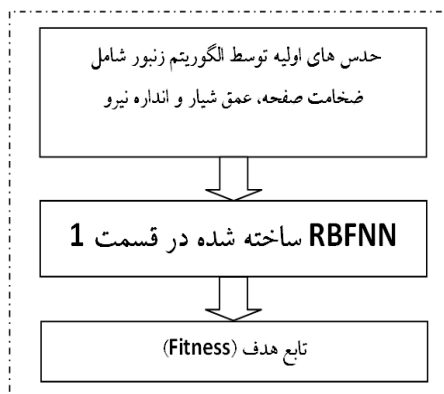 حدس های اولیه توسط الگوریتم زنبور شامل
ضخامت صفحه، عمق شیار و انداره نیرو
RBFNN ساخته شده در قسمت 1
تابع هدف (Fitness)